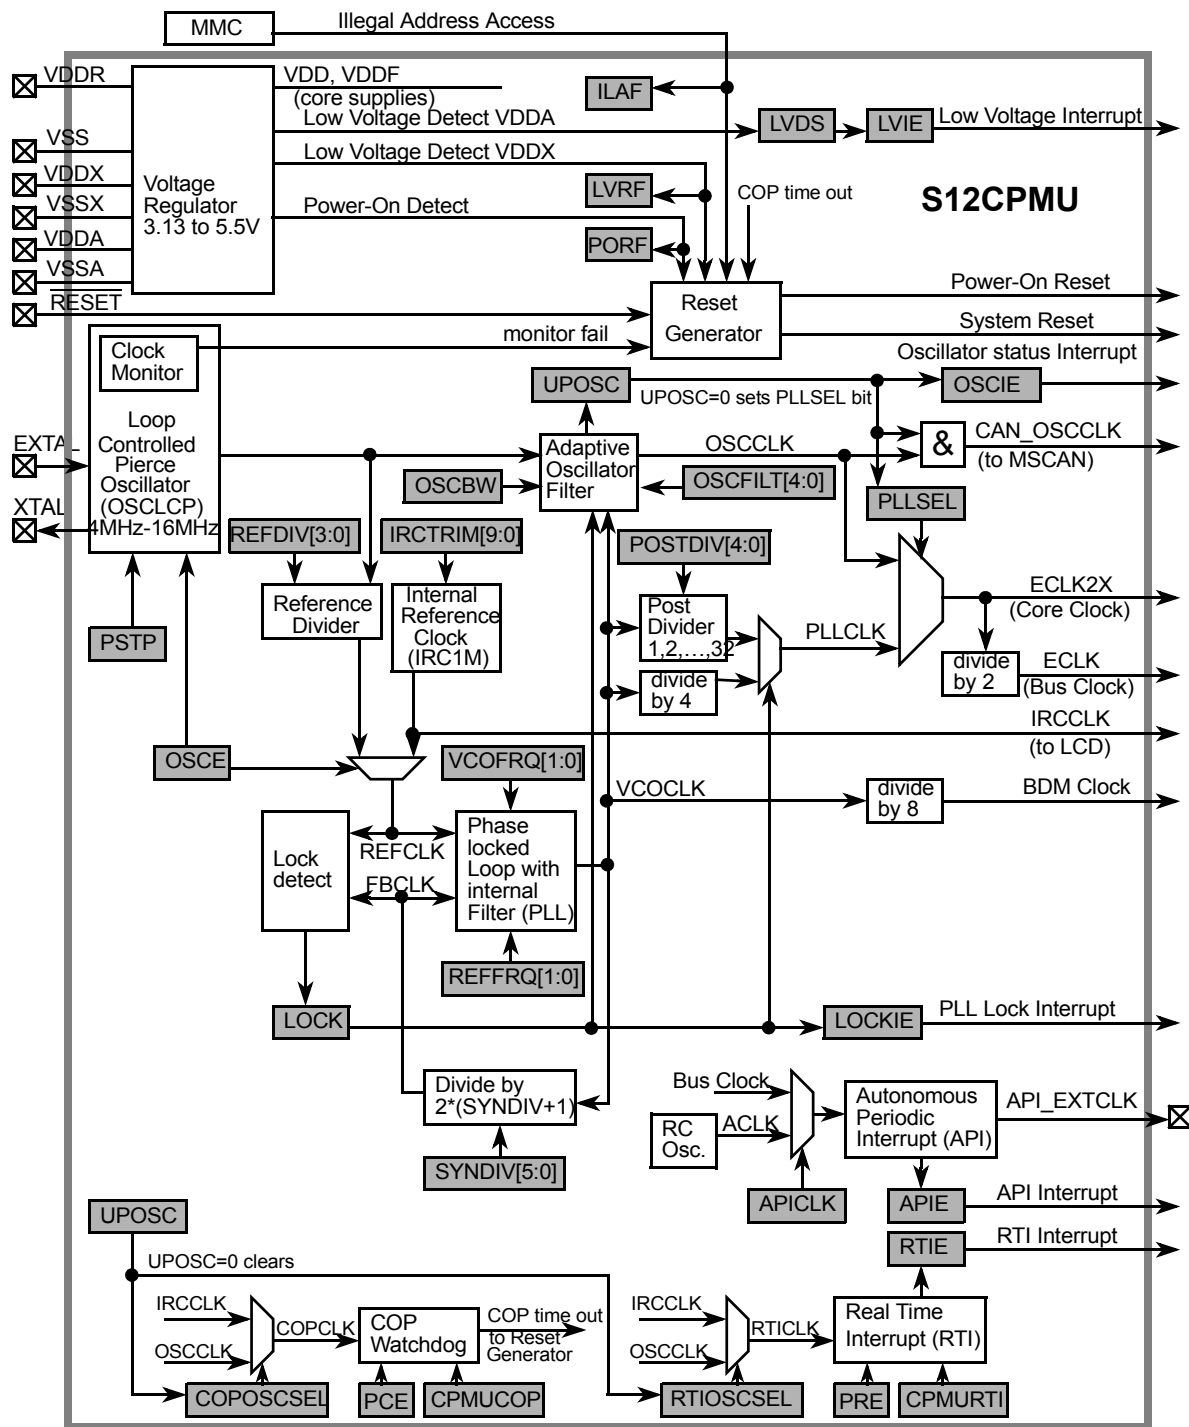 MMC
Illegal Address Access
VDDR
VDD, VDDF
(core supplies)
ILAF
Low Voltage Detect VDDA
LVDS
LVIE
Low Voltage Interrupt
VSS
Low Voltage Detect VDDX
VDDX
Voltage
Regulator
3.13 to 5.5V
LVRF
COP time out
S12CPMU
VSSX
Power-On Detect
VDDA
PORF
VSSA
RESET
Reset
Generator
Power-On Reset
System Reset
monitor fail
Clock
Monitor
Oscillator status Interrupt
UPOSC
OSCIE
UPOSC=0 sets PLLSEL bit
Loop
Controlled
Pierce
Oscillator
(OSCLCP)
4MHz-16MHz
EXTAL
XTAL
Adaptive
Oscillator
Filter
OSCCLK
&
CAN_OSCCLK
(to MSCAN)
OSCBW
OSCFILT[4:0]
PLLSEL
REFDIV[3:0]
IRCTRIM[9:0]
POSTDIV[4:0]
Reference
Divider
Internal
Reference
Clock
(IRC1M)
Post
Divider
1,2,...,32
PLLCLK
ECLK2X
(Core Clock)
PSTP
divide
by 4
divide
by 2
ECLK
(Bus Clock)
IRCCLK
(to LCD)
OSCE
VCOFRQ[1:0]
VCOCLK
divide
by 8
BDM Clock
Lock
detect
REFCLK
FBCLK
Phase
locked
Loop with
internal
Filter (PLL)
REFFRQ[1:0]
LOCK
LOCKIE
PLL Lock Interrupt
Divide by
2*(SYNDIV+1)
SYNDIV[5:0]
Bus Clock
RC
Osc.
ACLK
Autonomous
Periodic
Interrupt (API)
API_EXTCLK
APICLK
APIE
API Interrupt
RTIE
RTI Interrupt
UPOSC
UPOSC=0 clears
IRCCLK
OSCCLK
COPCLK
COP
Watchdog
COP time out
to Reset
Generator
IRCCLK
OSCCLK
RTICLK
Real Time
Interrupt (RTI)
COPOSCSEL
PCE
CPMUCOP
RTIOSCSEL
PRE
CPMURTI